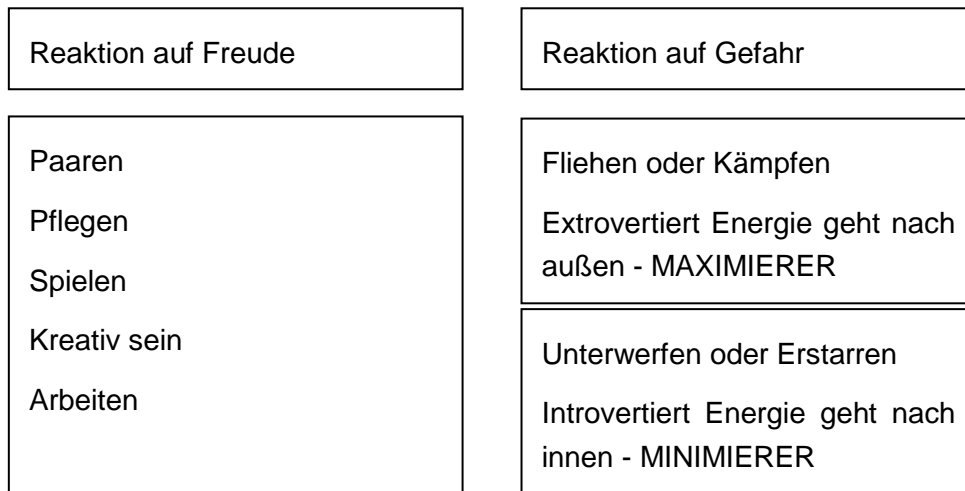 Reaktion auf Freude
Reaktion auf Gefahr
Paaren
Pflegen
Spielen
Kreativ sein
Arbeiten
Fliehen oder Kämpfen
Extrovertiert Energie geht nach
außen - MAXIMIERER
Unterwerfen oder Erstarren
Introvertiert Energie geht nach
innen - MINIMIERER